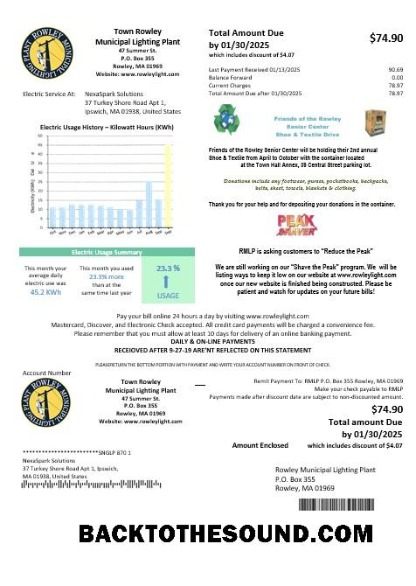 Town Rowley
Municipal Lighting Plant
47 Summer St.
P.O. Box 355
Rowley, MA 01969
Website: www.rowleylight.com
Total Amount Due
by 01/30/2025
which includes discount of $4.07
$74.90
Last Payment Received 01/13/2025 90.69
Balance Forward 0.00
Current Charges 78.97
Total Amount Due after 01/30/2025 78.97
Electric Service At: NexaSpark Solutions
37 Turkey Shore Road Apt 1,
Ipswich, MA 01938, United States
Friends of the Rowley
Senior Center
Shoe & Textile Drive
Electric Usage History – Kilowatt Hours (KWh)
Friends of the Rowley Senior Center will be holding their 2nd annual
Shoe & Textile from April to October with the container located
at the Town Hall Annex, 39 Central Street parking lot.
Donations include any footwear, purses, pocketbooks, backpacks,
belts, sheet, towels, blankets & clothing.
Thank you for your help and for depositing your donations in the container.
PEAK
SHAVER
Electric Usage Summary
This month your
average daily
electric use was
45.2 KWh
This month you used
23.3% more
than at the
same time last year
23.3 %
USAGE
RMLP is asking customers to "Reduce the Peak"
We are still working on our "Shave the Peak" program. We will be
listing ways to keep it low on our website at www.rowleylight.com
once our new website is finished being constructed. Please be
patient and watch for updates on your future bills!
Pay your bill online 24 hours a day by visiting www.rowleylight.com
Mastercard, Discover, and Electronic Check accepted. All credit card payments will be charged a convenience fee.
Please remember that you must allow at least 10 days for delivery of an online banking payment.
DAILY & ON-LINE PAYMENTS
RECEIOVED AFTER 9-27-19 ARE'NT REFLECTED ON THIS STATEMENT
PLEASE RETURN THE BOTTOM PORTION WITH PAYMENT AND WRITE YOUR ACCOUNT NUMBER ON FRONT OF CHECK.
Account Number
Town Rowley
Municipal Lighting Plant
47 Summer St.
P.O. Box 355
Rowley, MA 01969
Website: www.rowleylight.com
Remit Payment To: RMLP P.O. Box 355 Rowley, MA 01969
Make your check payable to RMLP
Payments made after discount date are subject to non-discounted amount.
$74.90
Total amount Due
by 01/30/2025
Amount Enclosed which includes discount of $4.07
************************SNGLP 870 1
NexaSpark Solutions
37 Turkey Shore Road Apt 1, Ipswich,
MA 01938, United States
Rowley Municipal Lighting Plant
P.O. Box 355
Rowley, MA 01969
BACKTOTHESOUND.COM